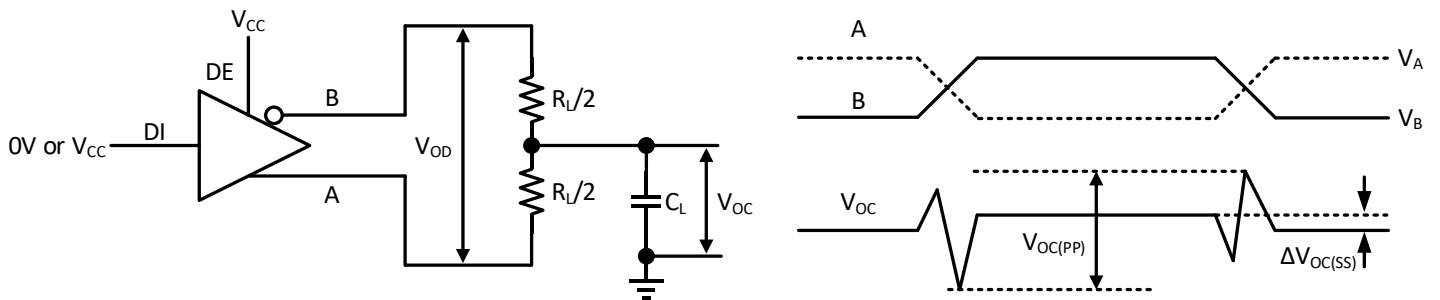 V_CC
DE
B
0V or V_CC
DI
A
V_OD
R_L/2
R_L/2
C_L
V_OC
A
B
V_A
V_B
V_OC
V_OC(PP)
ΔV_OC(SS)